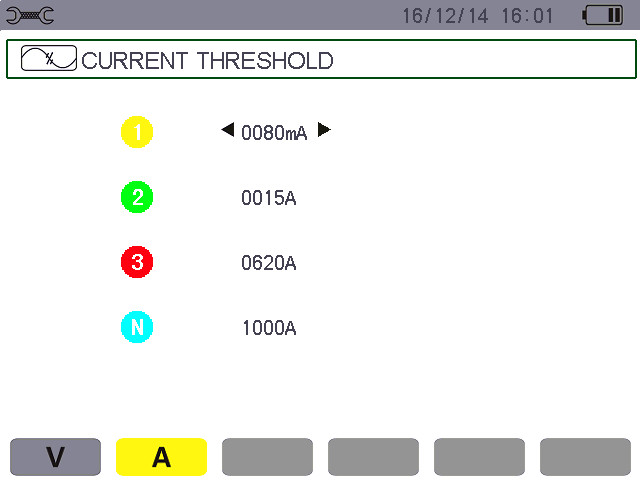 16/12/14 16:01
CURRENT THRESHOLD
1 ◀ 0080mA ▶
2 0015A
3 0620A
N 1000A
V A